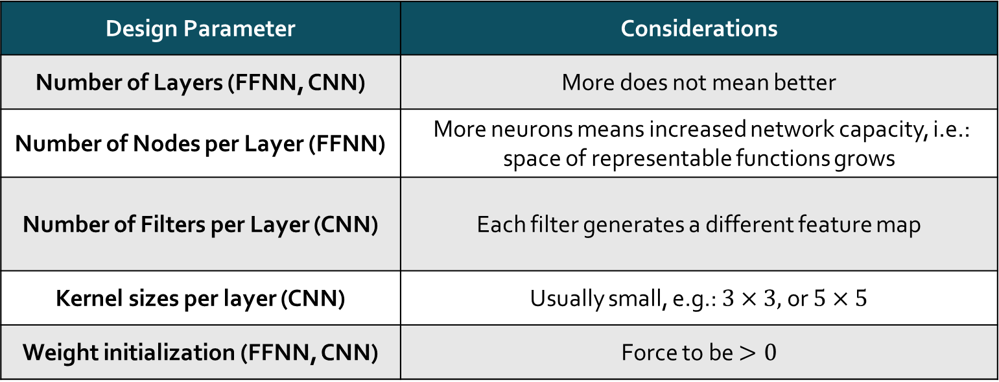 Design Parameter
Considerations
Number of Layers (FFNN, CNN)
More does not mean better
Number of Nodes per Layer (FFNN)
More neurons means increased network capacity, i.e.:
space of representable functions grows
Number of Filters per Layer (CNN)
Each filter generates a different feature map
Kernel sizes per layer (CNN)
Usually small, e.g.: 3 × 3, or 5 × 5
Weight initialization (FFNN, CNN)
Force to be > 0